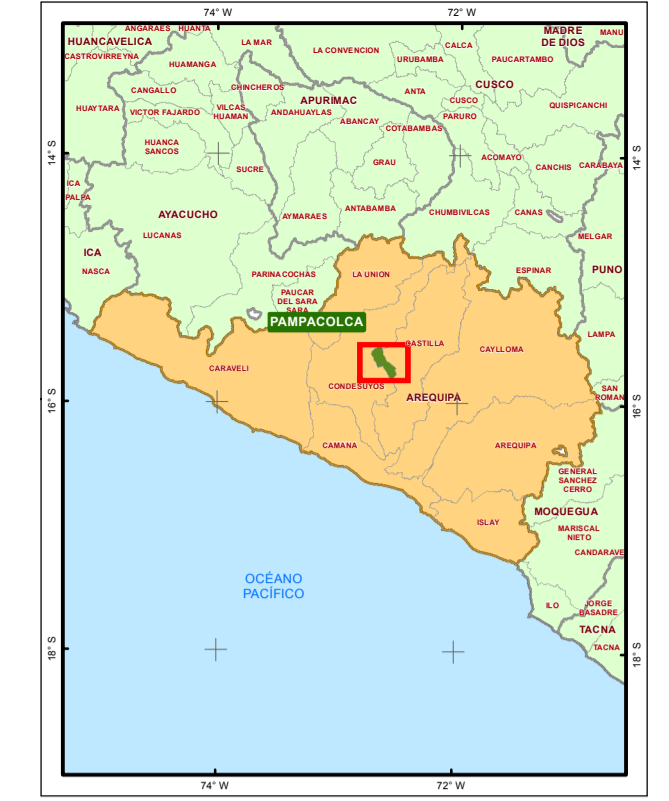 74° W
72° W
ANGARAES
HUANTA
MADRE
DE DIOS
MANU
HUANCAVELICA
LA MAR
LA CONVENCION
CALCA
CASTROVIRREYNA
HUAMANGA
URUBAMBA
PAUCARTAMBO
CUSCO
CANGALLO
CHINCHEROS
ANTA
APURIMAC
CUSCO
QUISPICANCHI
HUAYTARA
VICTOR FAJARDO
VILCAS
HUAMAN
ANDAHUAYLAS
ABANCAY
PARURO
COTABAMBAS
HUANCA
SANCOS
14° S
14° S
SUCRE
GRAU
ACOMAYO
CANCHIS
CARABAYA
ICA
PALPA
AYACUCHO
AYMARAES
ANTABAMBA
CHUMBIVILCAS
CANAS
LUCANAS
MELGAR
ICA
NASCA
PARINACOCHAS
LA UNION
ESPINAR
PUNO
PAUCAR
DEL SARA
SARA
PAMPACOLCA
LAMPA
CASTILLA
CAYLLOMA
CARAVELI
CONDESUYOS
AREQUIPA
SAN
ROMAN
16° S
16° S
CAMANA
AREQUIPA
GENERAL
SANCHEZ
CERRO
MOQUEGUA
ISLAY
MARISCAL
NIETO
CANDARAVE
OCÉANO
PACÍFICO
ILO
JORGE
BASADRE
TACNA
TACNA
18° S
18° S
74° W
72° W